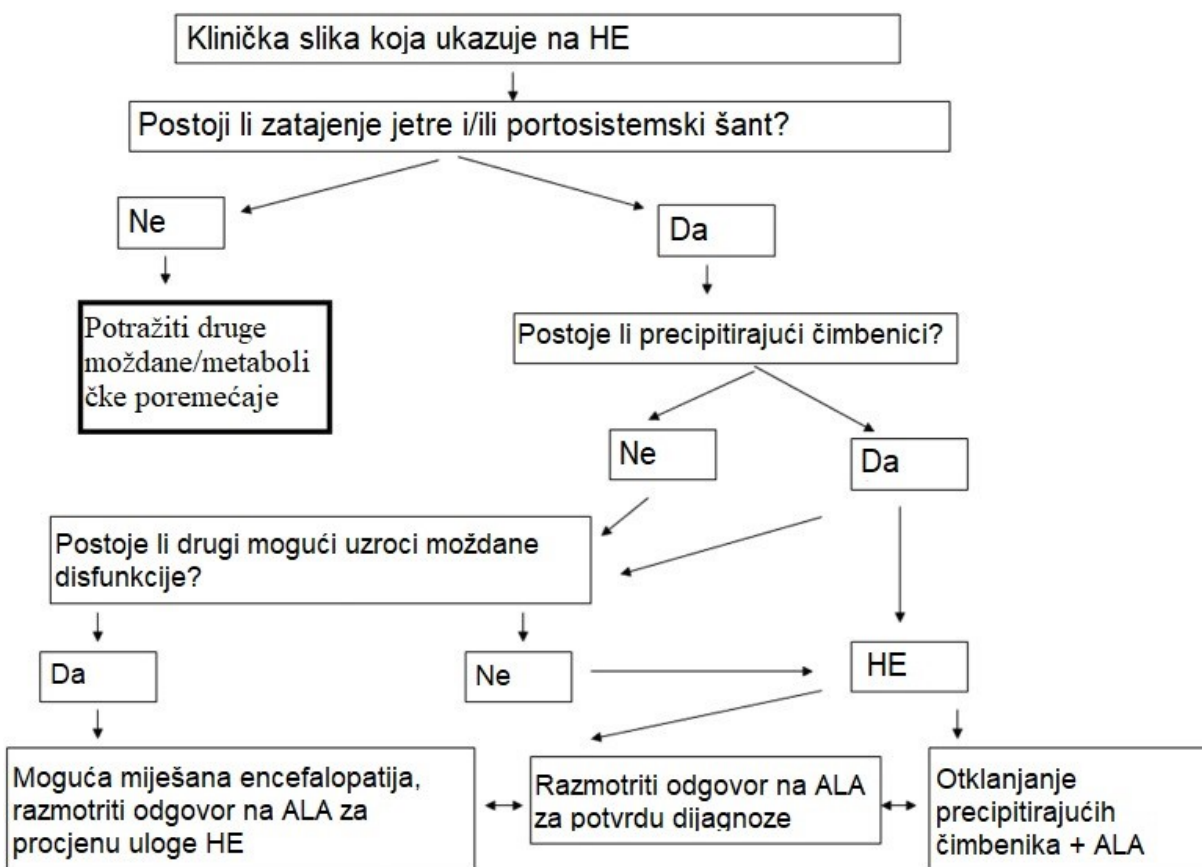 Klinička slika koja ukazuje na HE
Postoji li zatajenje jetre i/ili portosistemski šant?
Ne
Da
Potražiti druge
moždane/metaboli
čke poremećaje
Postoje li precipitirajući čimbenici?
Ne
Da
Postoje li drugi mogući uzroci moždane
disfunkcije?
Da
Ne
HE
Moguća miješana encefalopatija,
razmotriti odgovor na ALA za
procjenu uloge HE
Razmotriti odgovor na ALA
za potvrdu dijagnoze
Otklanjanje
precipitirajućih
čimbenika + ALA